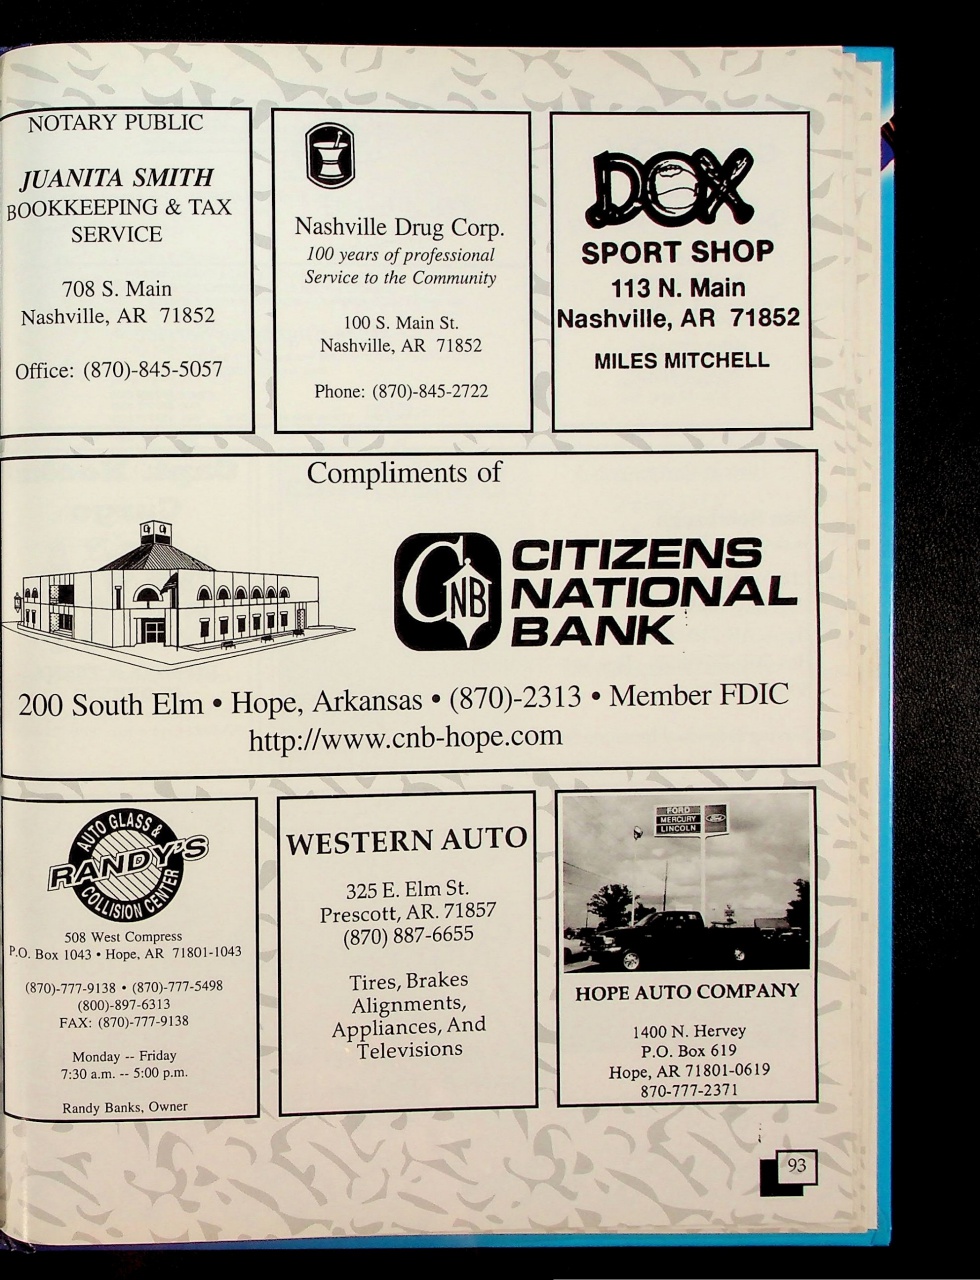 NOTARY PUBLIC
JUANITA SMITH
BOOKKEEPING & TAX
SERVICE
708 S. Main
Nashville, AR 71852
Office: (870)-845-5057
Nashville Drug Corp.
100 years of professional
Service to the Community
100 S. Main St.
Nashville, AR 71852
Phone: (870)-845-2722
DOX
SPORT SHOP
113 N. Main
Nashville, AR 71852
MILES MITCHELL
Compliments of
CNB
CITIZENS
NATIONAL
BANK
200 South Elm • Hope, Arkansas • (870)-2313 • Member FDIC
http://www.cnb-hope.com
AUTO GLASS &
RANDY'S
COLLISION CENTER
508 West Compress
P.O. Box 1043 • Hope, AR 71801-1043
(870)-777-9138 • (870)-777-5498
(800)-897-6313
FAX: (870)-777-9138
Monday -- Friday
7:30 a.m. -- 5:00 p.m.
Randy Banks, Owner
WESTERN AUTO
325 E. Elm St.
Prescott, AR. 71857
(870) 887-6655
Tires, Brakes
Alignments,
Appliances, And
Televisions
FORD
MERCURY
LINCOLN
Ford
HOPE AUTO COMPANY
1400 N. Hervey
P.O. Box 619
Hope, AR 71801-0619
870-777-2371
93